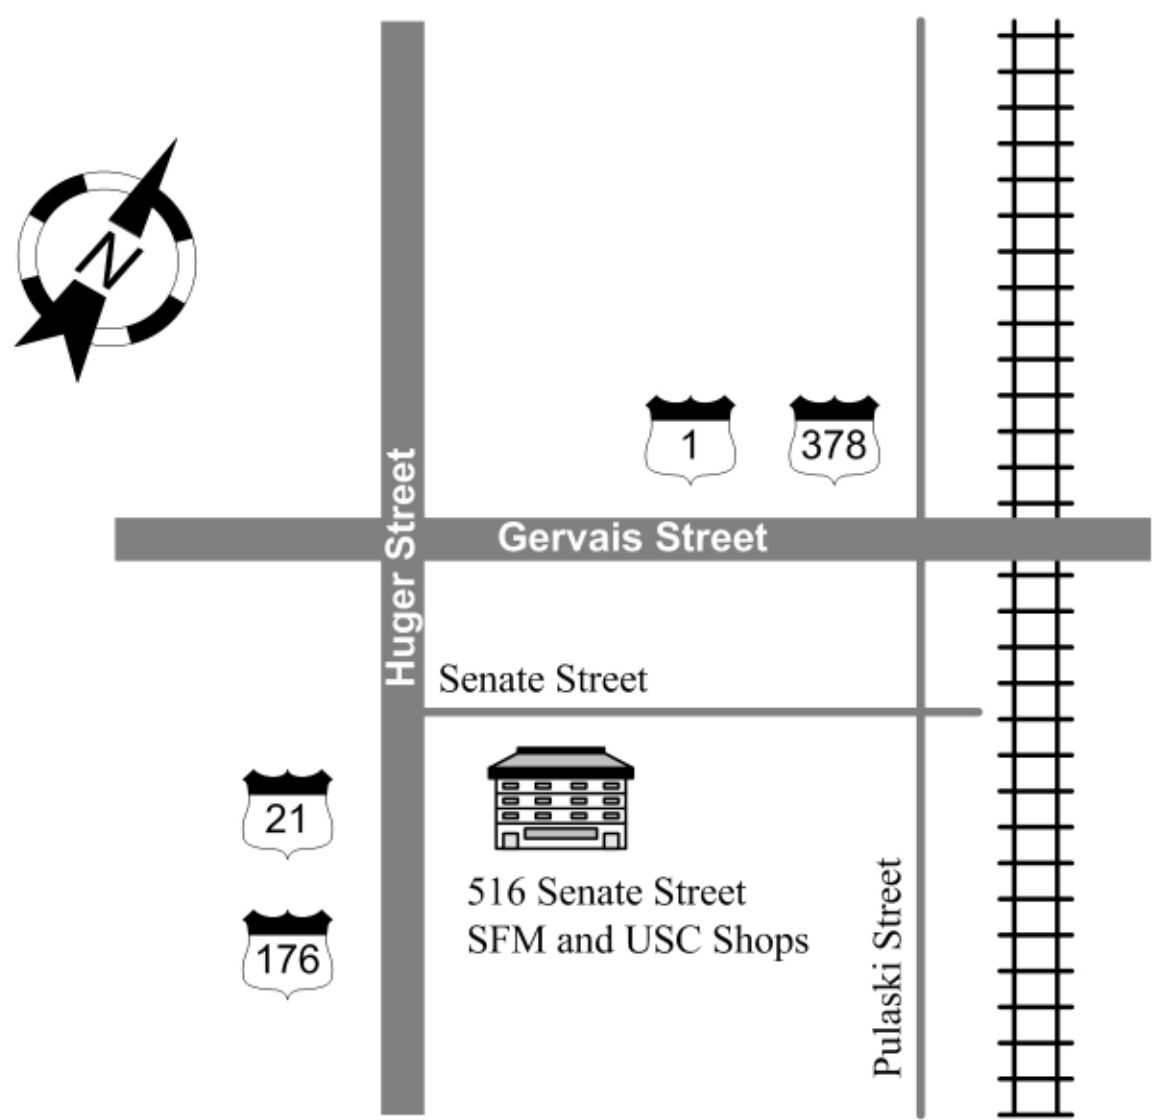 N
1
378
Huger Street
Gervais Street
Senate Street
21
516 Senate Street
SFM and USC Shops
176
Pulaski Street